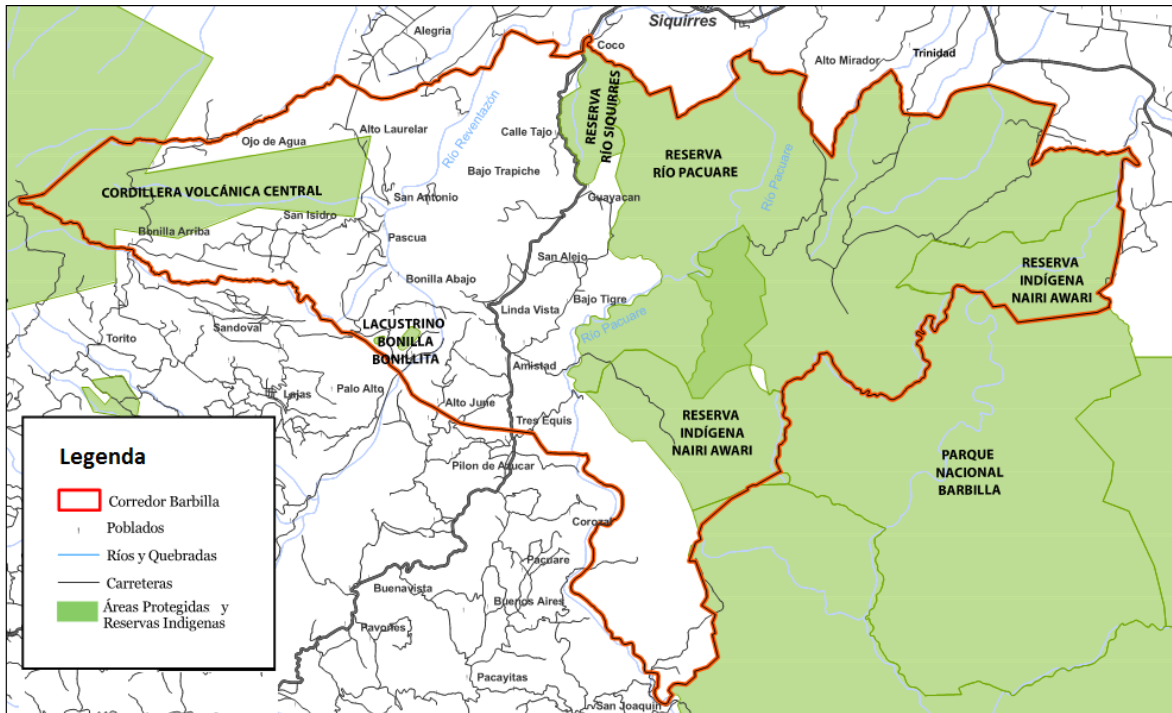 Siquirres
Alegria
Coco
Alto Mirador
Trinidad
RESERVA
RÍO SIQUIRRES
Río Reventazón
Alto Laurelar
Calle Tajo
Ojo de Agua
Bajo Trapiche
RESERVA
RÍO PACUARE
Río Pacuare
CORDILLERA VOLCÁNICA CENTRAL
San Antonio
Guayacan
San Isidro
Bonilla Arriba
Pascua
San Alejo
Bonilla Abajo
RESERVA
INDÍGENA
NAIRI AWARI
Bajo Tigre
Linda Vista
Río Pacuare
Sandoval
Torito
LACUSTRINO
BONILLA
BONILLITA
Amistad
Palo Alto
Lajas
Alto June
Tres Equis
RESERVA
INDÍGENA
NAIRI AWARI
PARQUE
NACIONAL
BARBILLA
Pilon de Azucar
Corozal
Pacuare
Buenavista
Buenos Aires
Pavones
Pacayitas
San Joaquin
Legenda
Corredor Barbilla
Poblados
Ríos y Quebradas
Carreteras
Áreas Protegidas y
Reservas Indigenas